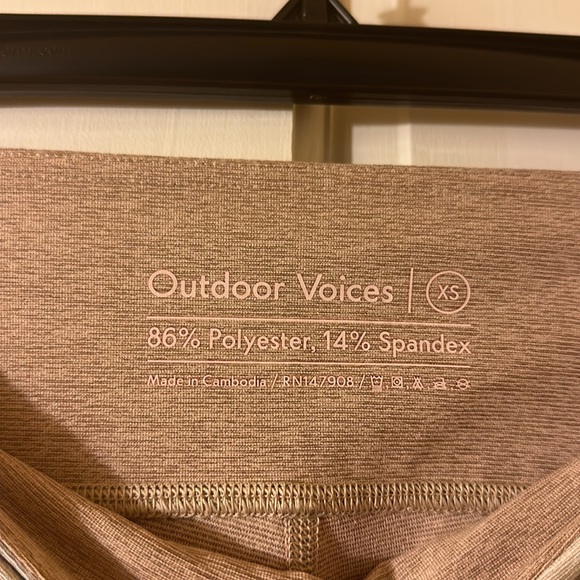 Outdoor Voices | XS
86% Polyester, 14% Spandex
Made in Cambodia / RN147908 /